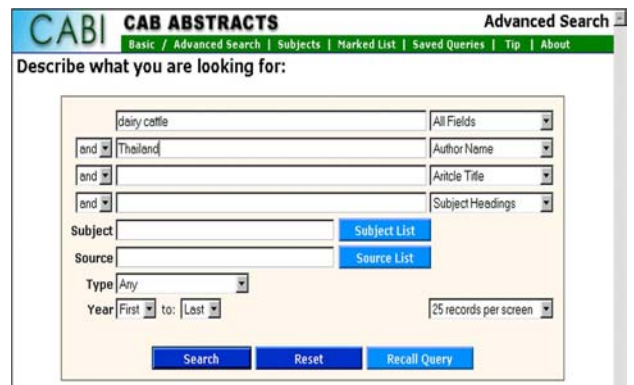 CABI CAB ABSTRACTS Advanced Search
Basic / Advanced Search | Subjects | Marked List | Saved Queries | Tip | About
Describe what you are looking for:
dairy cattle All Fields
and Thailand Author Name
and Aritcle Title
and Subject Headings
Subject Subject List
Source Source List
Type Any
Year First to: Last 25 records per screen
Search Reset Recall Query